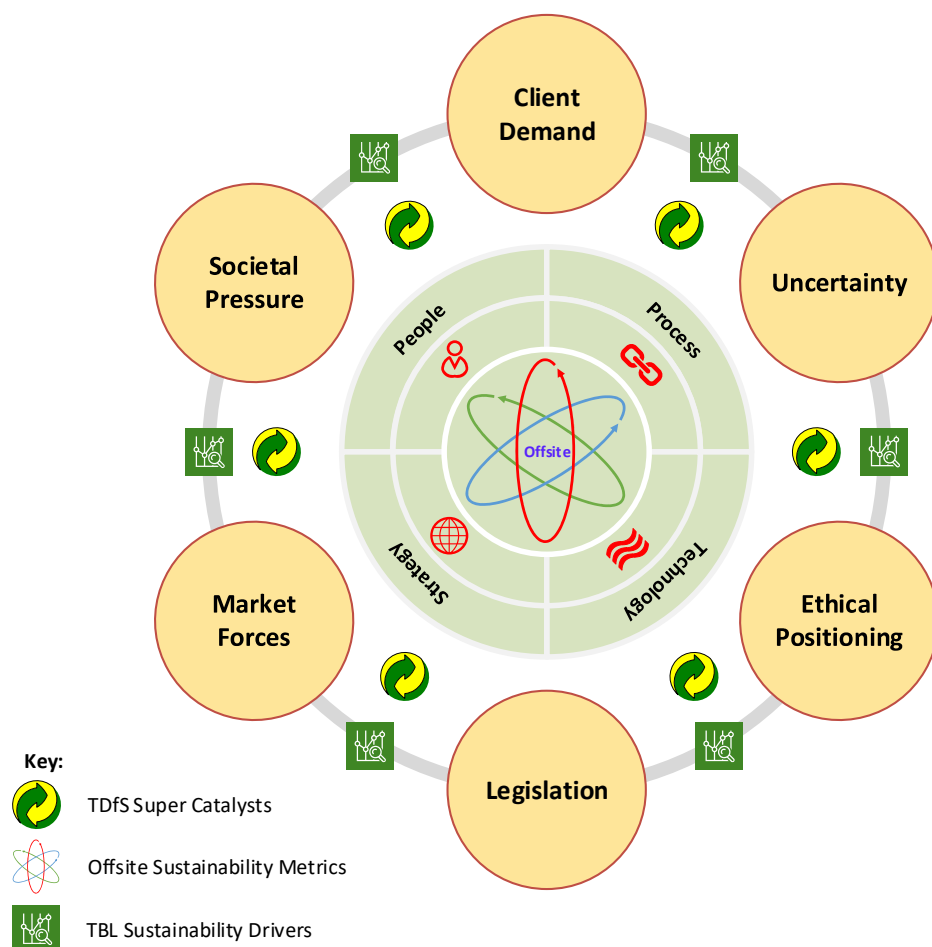 Client
Demand
Societal
Pressure
Uncertainty
People
Process
Offsite
Strategy
Technology
Market
Forces
Ethical
Positioning
Legislation
Key:
TDfS Super Catalysts
Offsite Sustainability Metrics
TBL Sustainability Drivers